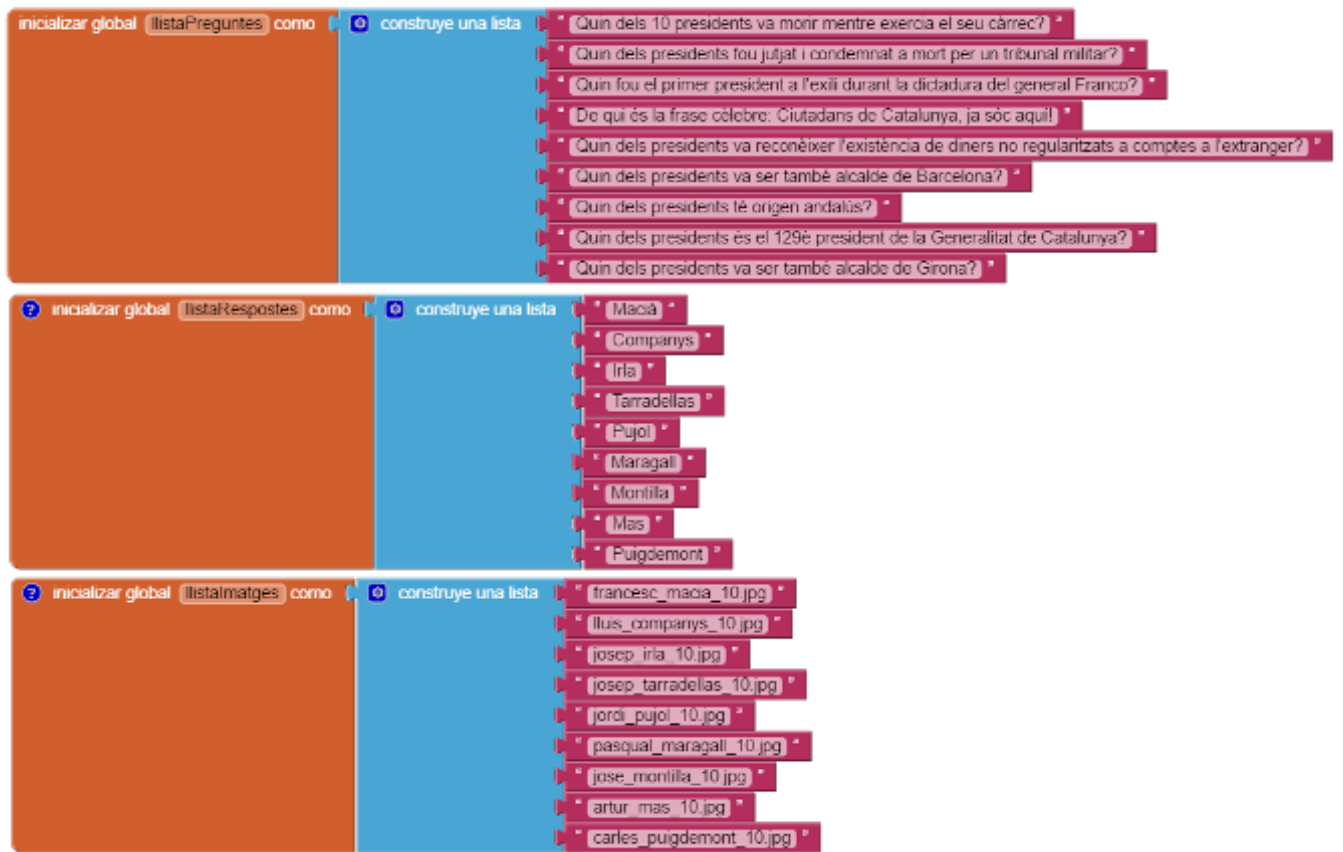 inicializar global llistaPreguntes como construye una lista " Quin dels 10 presidents va morir mentre exercia el seu càrrec? "
" Quin dels presidents fou jutjat i condemnat a mort per un tribunal militar? "
" Quin fou el primer president a l'exili durant la dictadura del general Franco? "
" De qui és la frase cèlebre: Ciutadans de Catalunya, ja sóc aquí! "
" Quin dels presidents va reconèixer l'existència de diners no regularitzats a comptes a l'extranger? "
" Quin dels presidents va ser també alcalde de Barcelona? "
" Quin dels presidents té origen andalús? "
" Quin dels presidents és el 129è president de la Generalitat de Catalunya? "
" Quin dels presidents va ser també alcalde de Girona? "
? inicializar global llistaRespostes como construye una lista " Macià "
" Companys "
" Irla "
" Tarradellas "
" Pujol "
" Maragall "
" Montilla "
" Mas "
" Puigdemont "
? inicializar global llistaImatges como construye una lista " francesc_macia_10.jpg "
" lluis_companys_10.jpg "
" josep_irla_10.jpg "
" josep_tarradellas_10.jpg "
" jordi_pujol_10.jpg "
" pasqual_maragall_10.jpg "
" jose_montilla_10.jpg "
" artur_mas_10.jpg "
" carles_puigdemont_10.jpg "